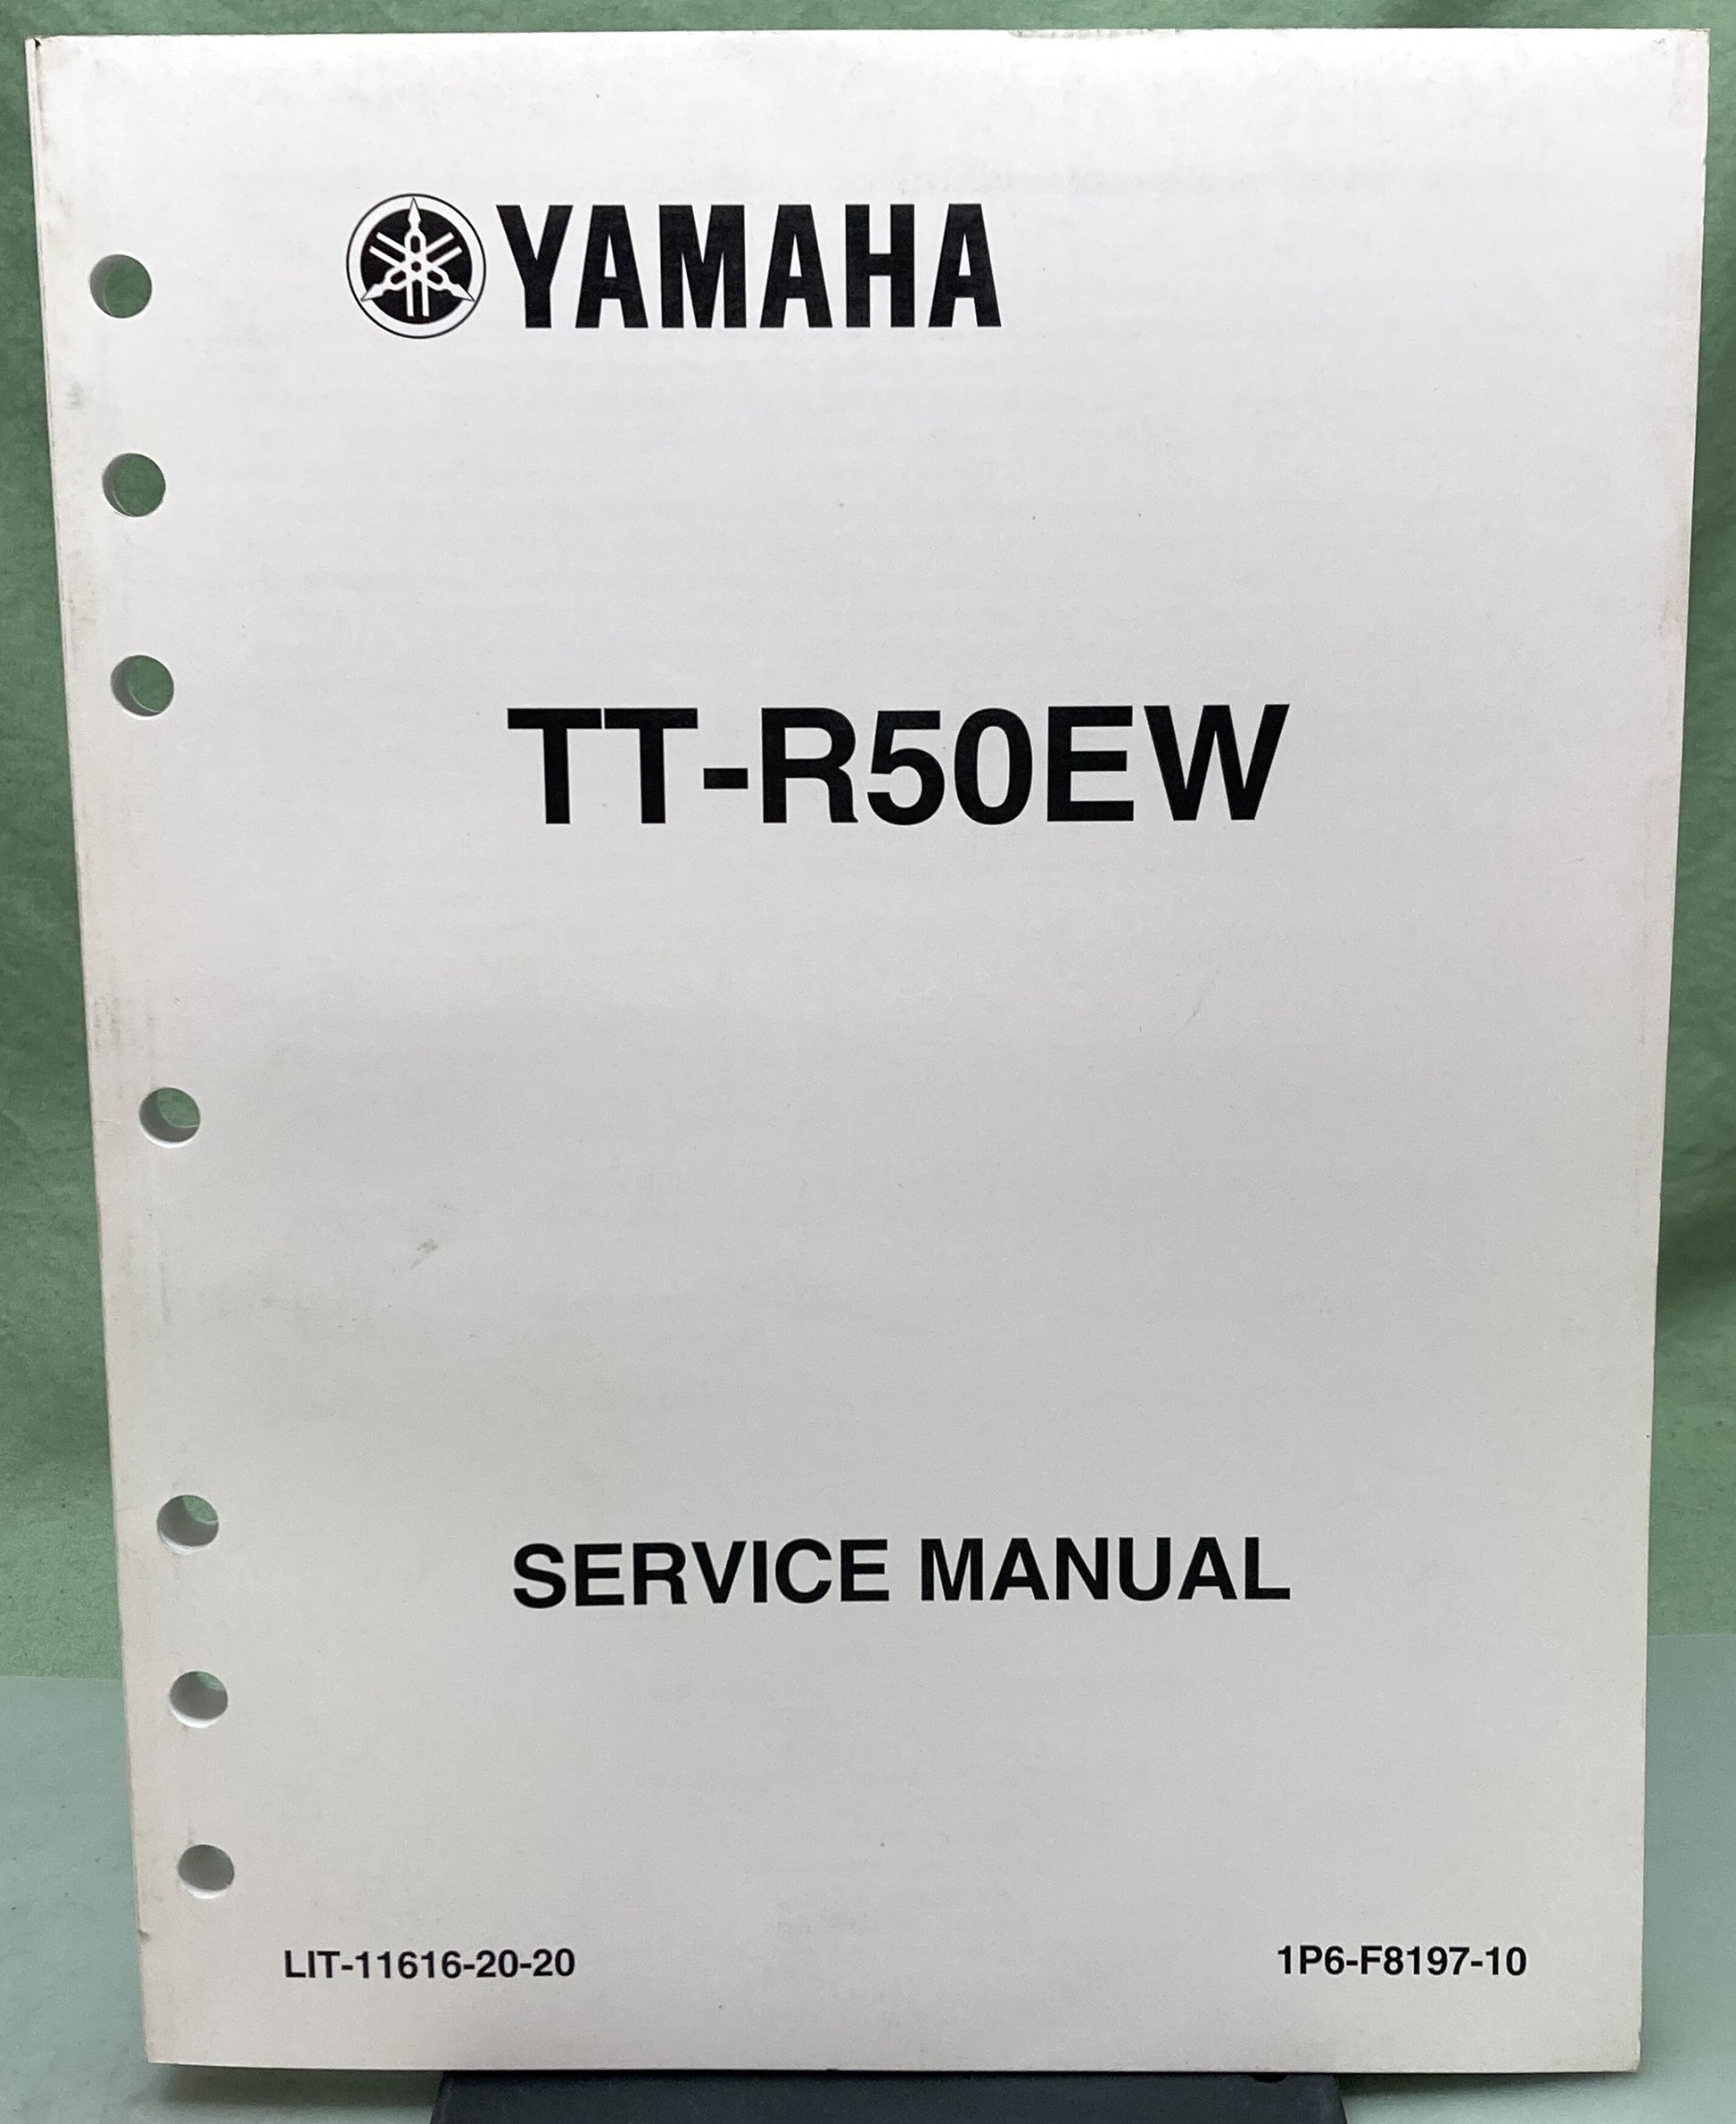 YAMAHA
TT-R50EW
SERVICE MANUAL
LIT-11616-20-20
1P6-F8197-10